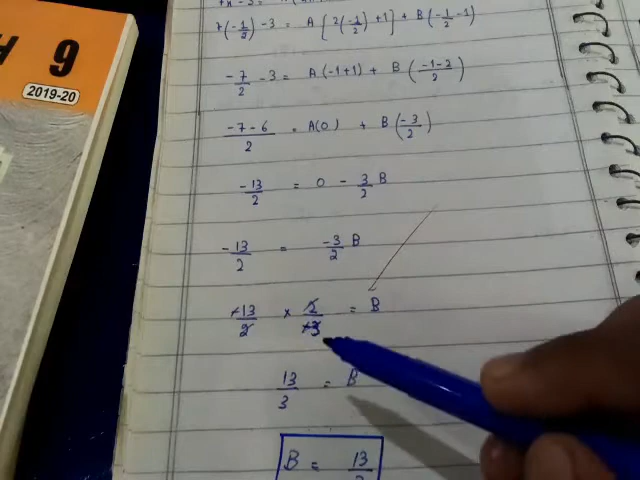 6
2019-20
7(-1/2) - 3 = A[2(-1/2) + 1] + B(-1/2 - 1)
-7/2 - 3 = A(-1+1) + B(-1-2/2)
-7-6/2 = A(0) + B(-3/2)
-13/2 = 0 - 3/2 B
-13/2 = -3/2 B
-13/2 × 2/-3 = B
13/3 = B
B = 13